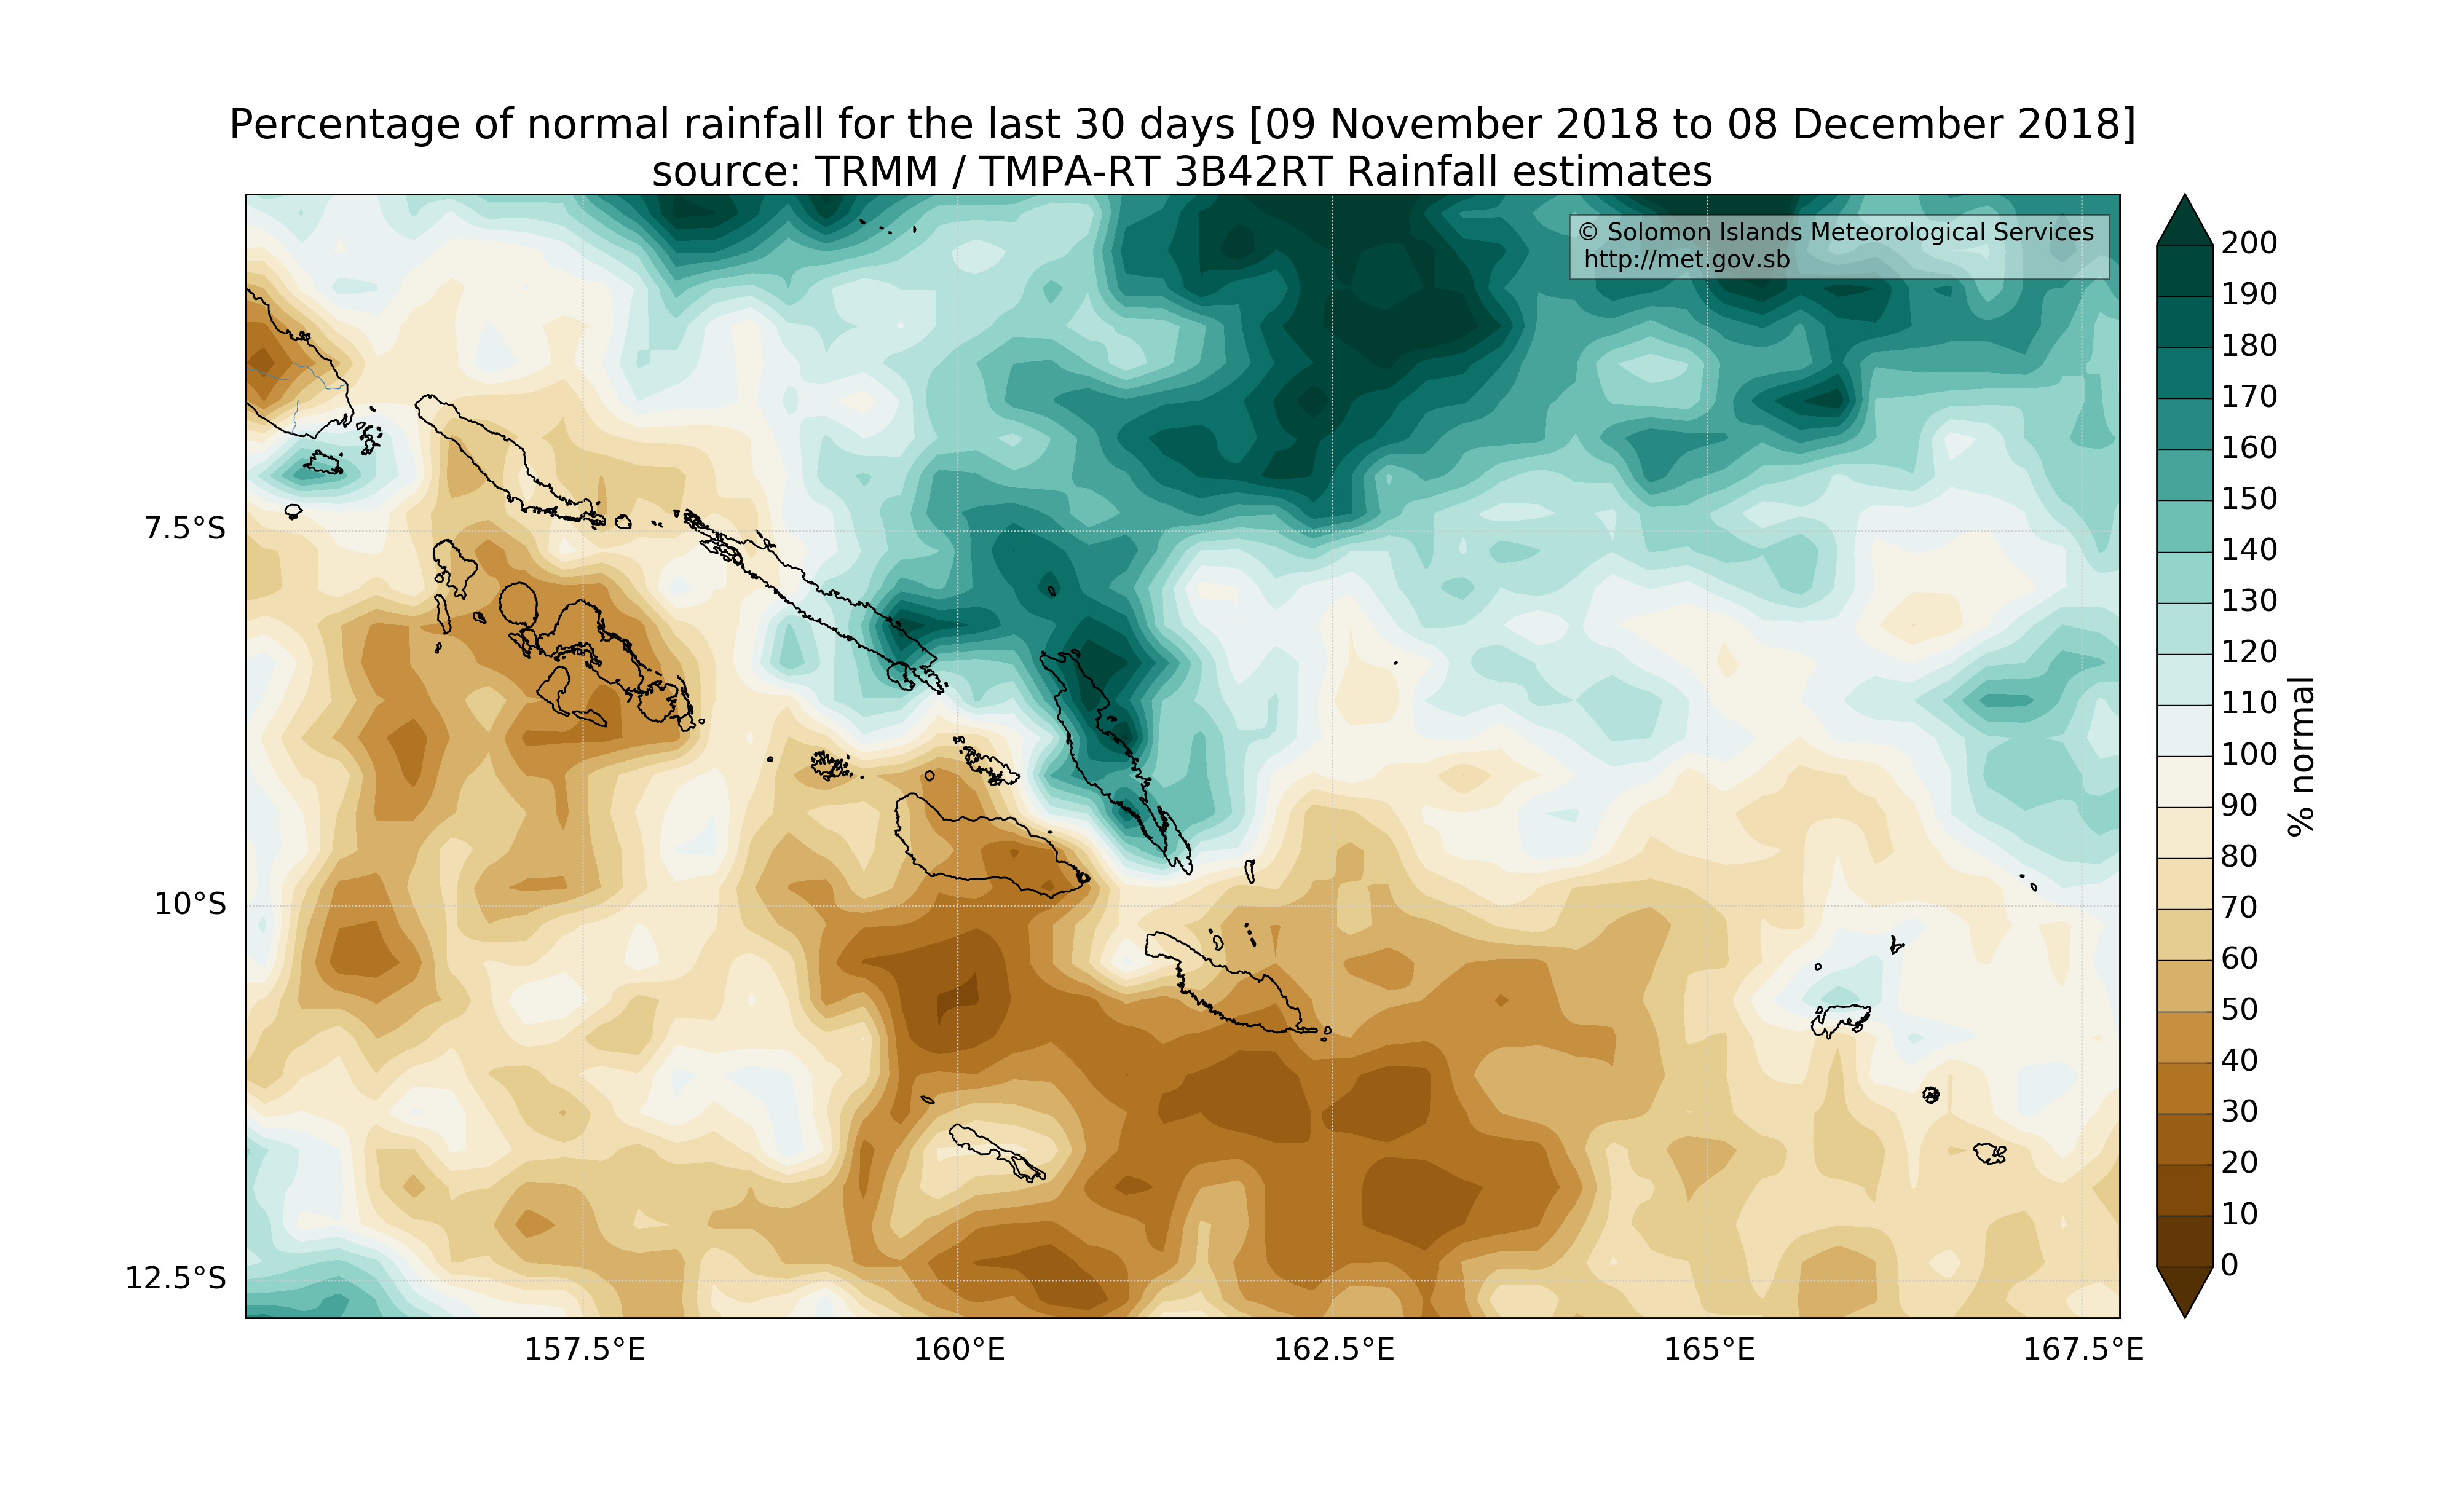 Percentage of normal rainfall for the last 30 days [09 November 2018 to 08 December 2018]
source: TRMM / TMPA-RT 3B42RT Rainfall estimates
© Solomon Islands Meteorological Services
http://met.gov.sb
7.5°S
10°S
12.5°S
157.5°E
160°E
162.5°E
165°E
167.5°E
200
190
180
170
160
150
140
130
120
110
100
90
80
70
60
50
40
30
20
10
0
% normal